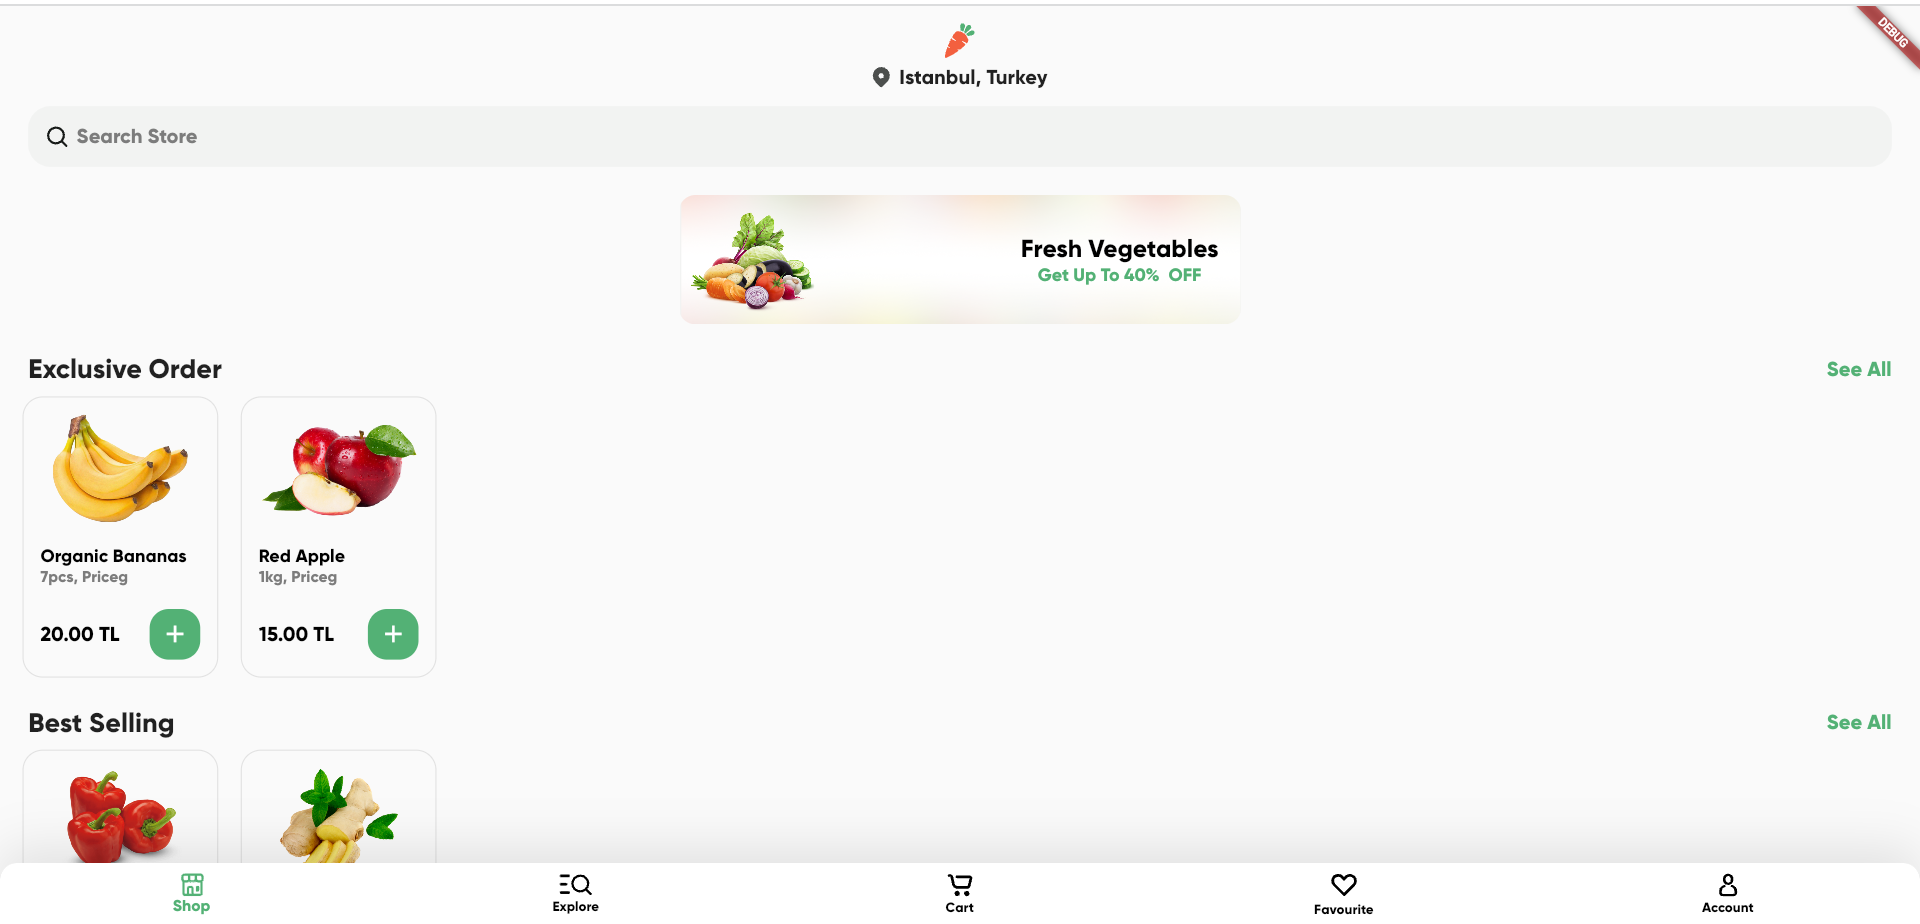 DEBUG
Istanbul, Turkey
Search Store
Fresh Vegetables
Get Up To 40% OFF
Exclusive Order
See All
Organic Bananas
7pcs, Priceg
20.00 TL
Red Apple
1kg, Priceg
15.00 TL
Best Selling
See All
Shop
Explore
Cart
Favourite
Account